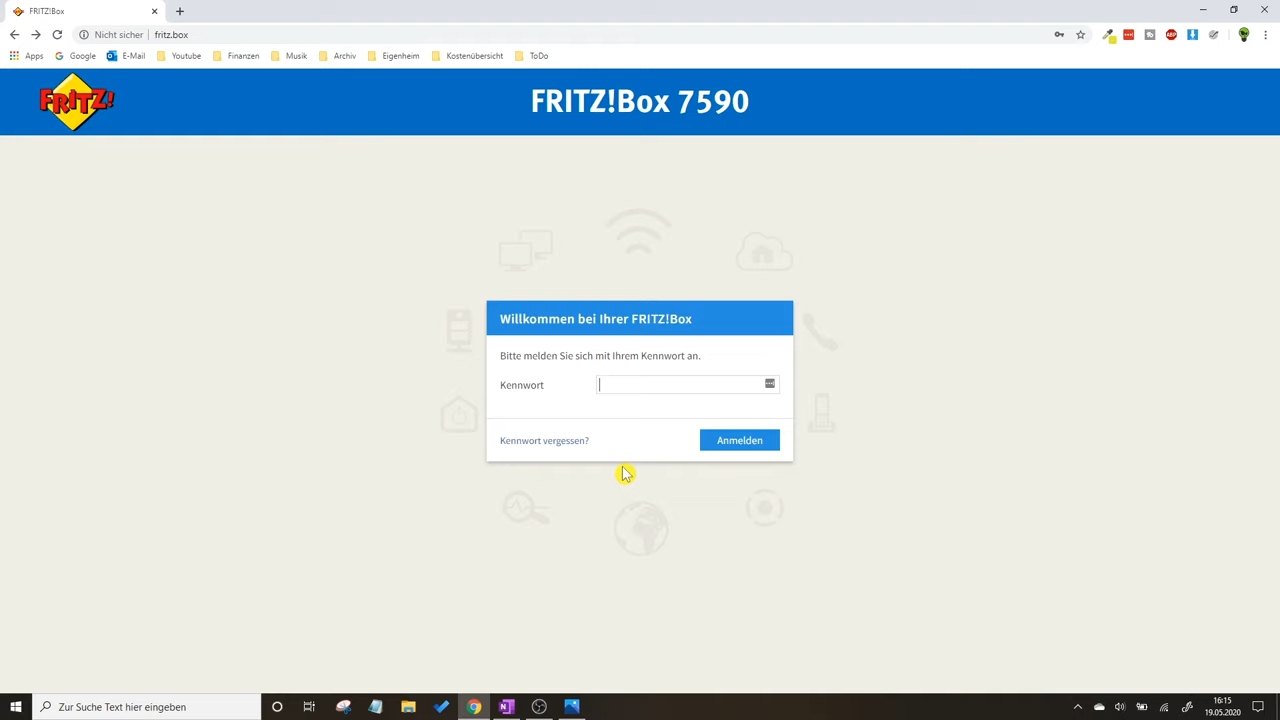 FRITZ!Box
Nicht sicher | fritz.box
Apps Google E-Mail Youtube Finanzen Musik Archiv Eigenheim Kostenübersicht ToDo
ABP
FRITZ!
FRITZ!Box 7590
Willkommen bei Ihrer FRITZ!Box
Bitte melden Sie sich mit Ihrem Kennwort an.
Kennwort
Kennwort vergessen?
Anmelden
Zur Suche Text hier eingeben
16:15
19.05.2020